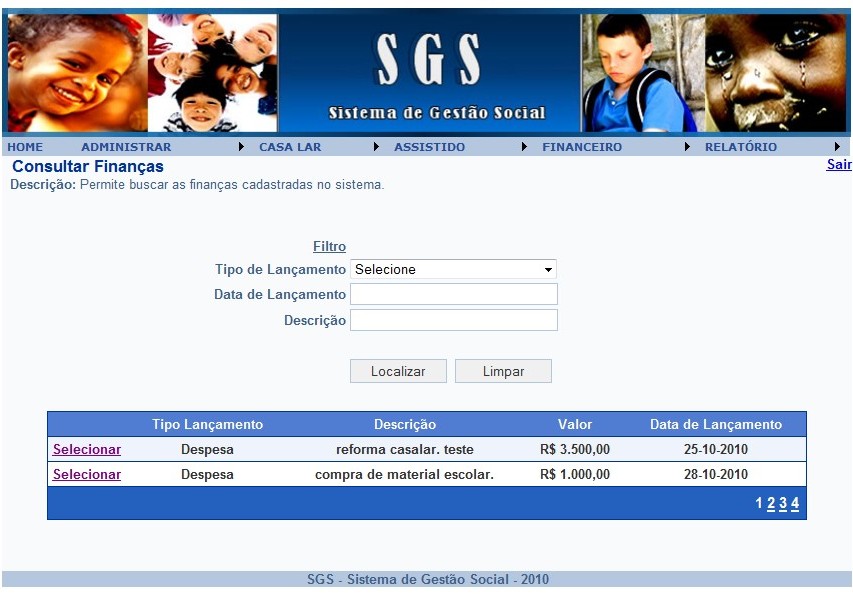 SGS
Sistema de Gestão Social
HOME ADMINISTRAR CASA LAR ASSISTIDO FINANCEIRO RELATÓRIO
Consultar Finanças Sair
Descrição: Permite buscar as finanças cadastradas no sistema.
Filtro
Tipo de Lançamento Selecione
Data de Lançamento
Descrição
Localizar Limpar
Tipo Lançamento Descrição Valor Data de Lançamento
Selecionar Despesa reforma casalar. teste R$ 3.500,00 25-10-2010
Selecionar Despesa compra de material escolar. R$ 1.000,00 28-10-2010
1 2 3 4
SGS - Sistema de Gestão Social - 2010